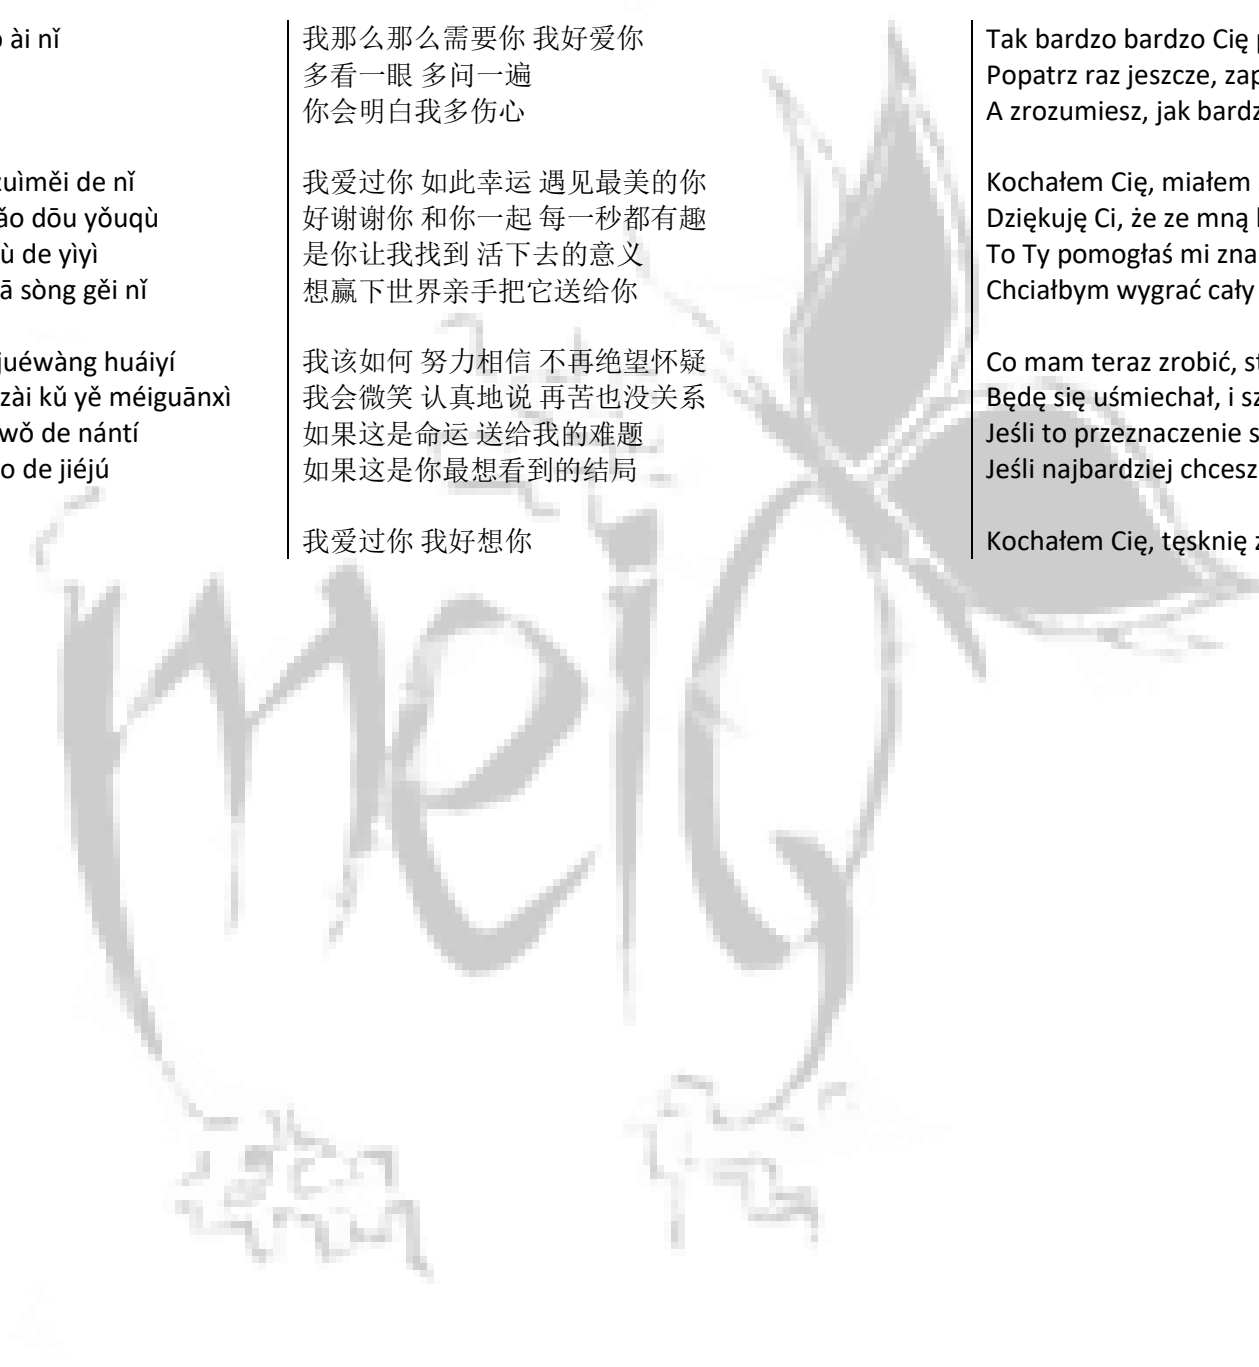 ài nǐ
zuìměi de nǐ
ǎo dōu yǒuqù
ù de yìyì
ā sòng gěi nǐ
juéwàng huáiyí
zài kǔ yě méiguānxì
wǒ de nántí
o de jiéjú
我那么那么需要你 我好爱你
多看一眼 多问一遍
你会明白我多伤心
我爱过你 如此幸运 遇见最美的你
好谢谢你 和你一起 每一秒都有趣
是你让我找到 活下去的意义
想赢下世界亲手把它送给你
我该如何 努力相信 不再绝望怀疑
我会微笑 认真地说 再苦也没关系
如果这是命运 送给我的难题
如果这是你最想看到的结局
我爱过你 我好想你
Tak bardzo bardzo Cię
Popatrz raz jeszcze, zap
A zrozumiesz, jak bardz
Kochałem Cię, miałem
Dziękuję Ci, że ze mną
To Ty pomogłaś mi zna
Chciałbym wygrać cały
Co mam teraz zrobić, st
Będę się uśmiechał, i sz
Jeśli to przeznaczenie s
Jeśli najbardziej chcesz
Kochałem Cię, tęsknię z